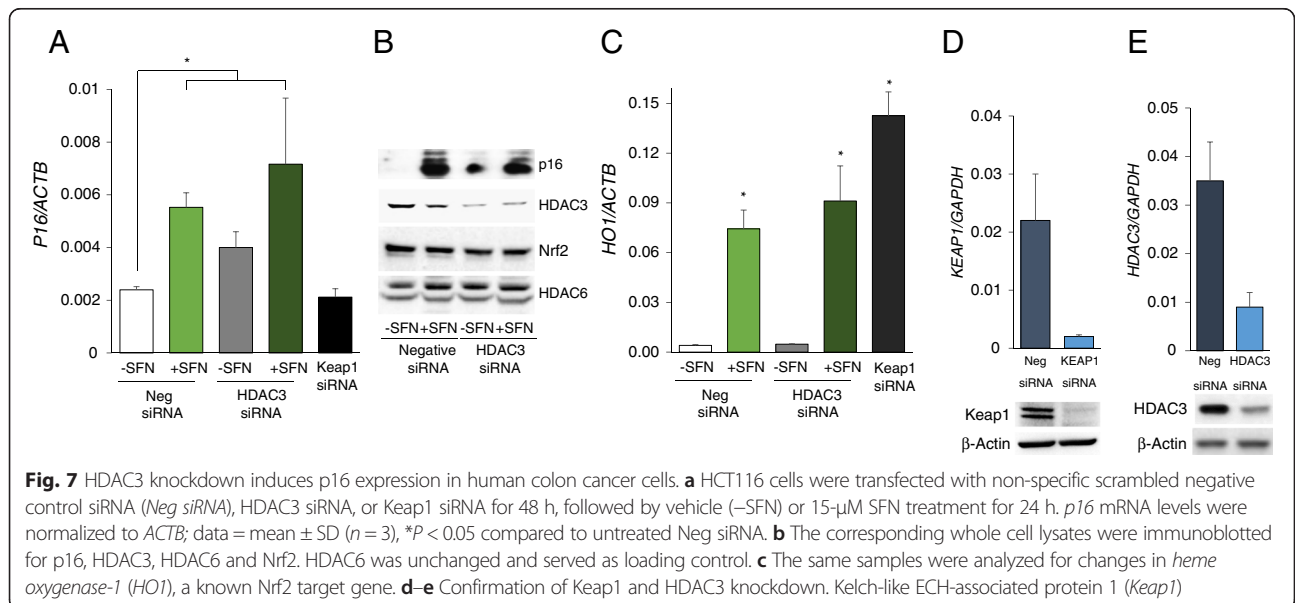 A
B
C
D
E
*
P16/ACTB
0.01
0.008
0.006
0.004
0.002
0
-SFN +SFN -SFN +SFN Keap1
siRNA
Neg
siRNA
HDAC3
siRNA
p16
HDAC3
Nrf2
HDAC6
-SFN+SFN -SFN+SFN
Negative
siRNA
HDAC3
siRNA
HO1/ACTB
0.15
0.12
0.09
0.06
0.03
0.00
* * *
-SFN +SFN -SFN +SFN Keap1
siRNA
Neg
siRNA
HDAC3
siRNA
KEAP1/GAPDH
0.04
0.03
0.02
0.01
0
Neg KEAP1
siRNA siRNA
Keap1
β-Actin
HDAC3/GAPDH
0.05
0.04
0.03
0.02
0.01
0
Neg HDAC3
siRNA siRNA
HDAC3
β-Actin
Fig. 7 HDAC3 knockdown induces p16 expression in human colon cancer cells. a HCT116 cells were transfected with non-specific scrambled negative
control siRNA (Neg siRNA), HDAC3 siRNA, or Keap1 siRNA for 48 h, followed by vehicle (−SFN) or 15-μM SFN treatment for 24 h. p16 mRNA levels were
normalized to ACTB; data = mean ± SD (n = 3), *P < 0.05 compared to untreated Neg siRNA. b The corresponding whole cell lysates were immunoblotted
for p16, HDAC3, HDAC6 and Nrf2. HDAC6 was unchanged and served as loading control. c The same samples were analyzed for changes in heme
oxygenase-1 (HO1), a known Nrf2 target gene. d–e Confirmation of Keap1 and HDAC3 knockdown. Kelch-like ECH-associated protein 1 (Keap1)